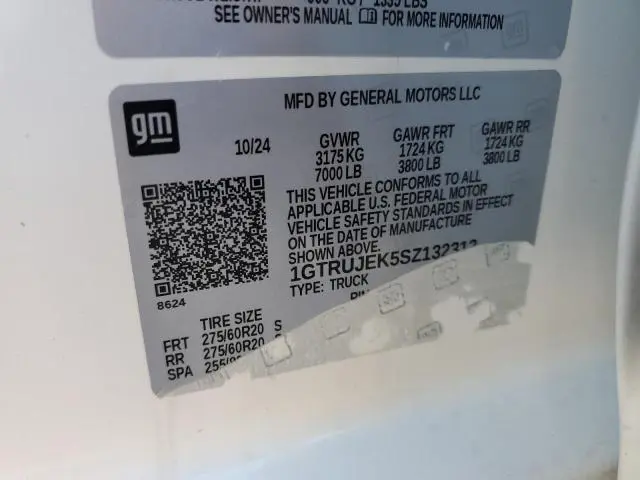 KG / 1335 LBS
SEE OWNER'S MANUAL FOR MORE INFORMATION
gm
MFD BY GENERAL MOTORS LLC
10/24 GVWR GAWR FRT GAWR RR
3175 KG 1724 KG 1724 KG
7000 LB 3800 LB 3800 LB
THIS VEHICLE CONFORMS TO ALL
APPLICABLE U.S. FEDERAL MOTOR
VEHICLE SAFETY STANDARDS IN EFFECT
ON THE DATE OF MANUFACTURE
SHOWN ABOVE.
1GTRUJEK5SZ132312
TYPE: TRUCK
8624
TIRE SIZE
FRT 275/60R20 S
RR 275/60R20 S
SPA